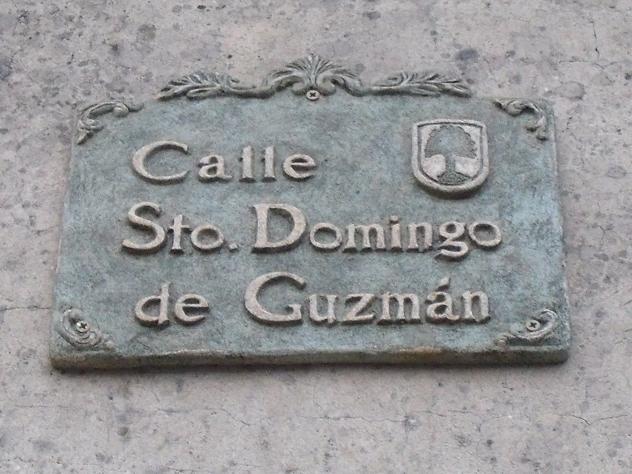 Calle
Sto. Domingo
de Guzmán